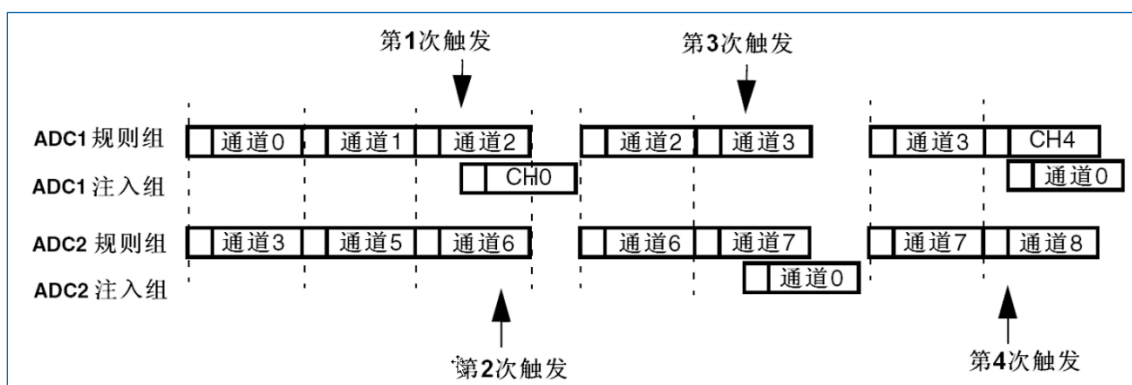 第1次触发 第3次触发
ADC1 规则组 通道0 通道1 通道2 通道2 通道3 通道3 CH4
ADC1 注入组 CH0 通道0
ADC2 规则组 通道3 通道5 通道6 通道6 通道7 通道7 通道8
ADC2 注入组 通道0
第2次触发 第4次触发